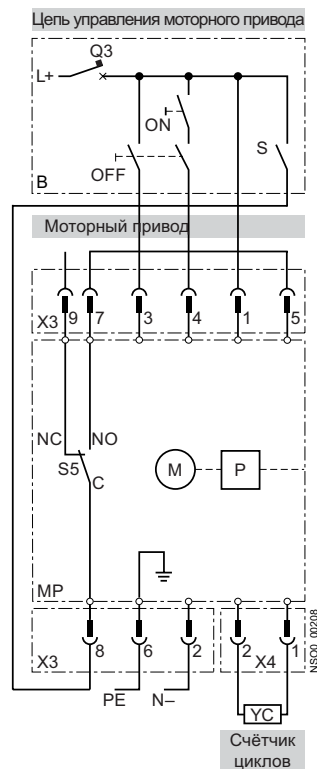 Цепь управления моторного привода
Q3
L+
ON
OFF
S
B
Моторный привод
X3 9 7 3 4 1 5
NC NO
S5
C
M P
MP
8 6 2 2 1
X3 X4
PE N–
YC
NSO0_00208
Счётчик
циклов